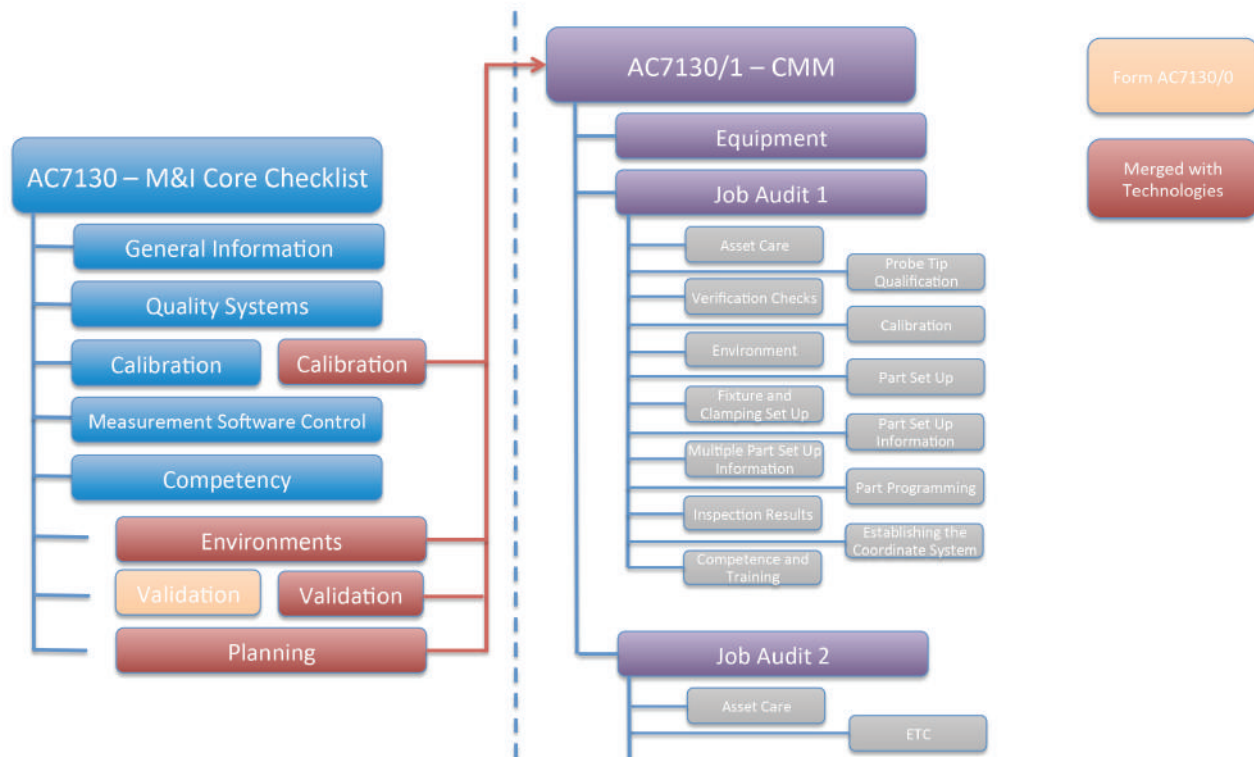 AC7130 – M&I Core Checklist
General Information
Quality Systems
Calibration
Calibration
Measurement Software Control
Competency
Environments
Validation
Validation
Planning
AC7130/1 – CMM
Equipment
Job Audit 1
Asset Care
Probe Tip
Qualification
Verification Checks
Calibration
Environment
Part Set Up
Fixture and
Clamping Set Up
Part Set Up
Information
Multiple Part Set Up
Information
Part Programming
Inspection Results
Establishing the
Coordinate System
Competence and
Training
Job Audit 2
Asset Care
ETC
Form AC7130/0
Merged with
Technologies